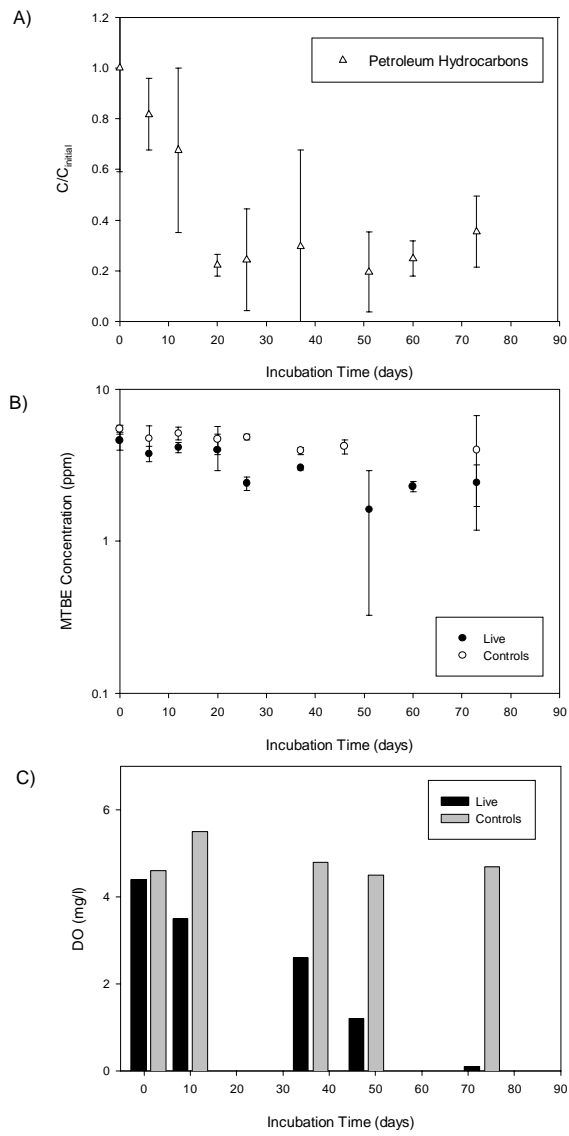 A)
1.2
1.0
0.8
0.6
0.4
0.2
0.0
C/Cinitial
Petroleum Hydrocarbons
0 10 20 30 40 50 60 70 80 90
Incubation Time (days)
B)
10
1
0.1
MTBE Concentration (ppm)
Live
Controls
0 10 20 30 40 50 60 70 80 90
Incubation Time (days)
C)
6
4
2
0
DO (mg/l)
Live
Controls
0 10 20 30 40 50 60 70 80 90
Incubation Time (days)